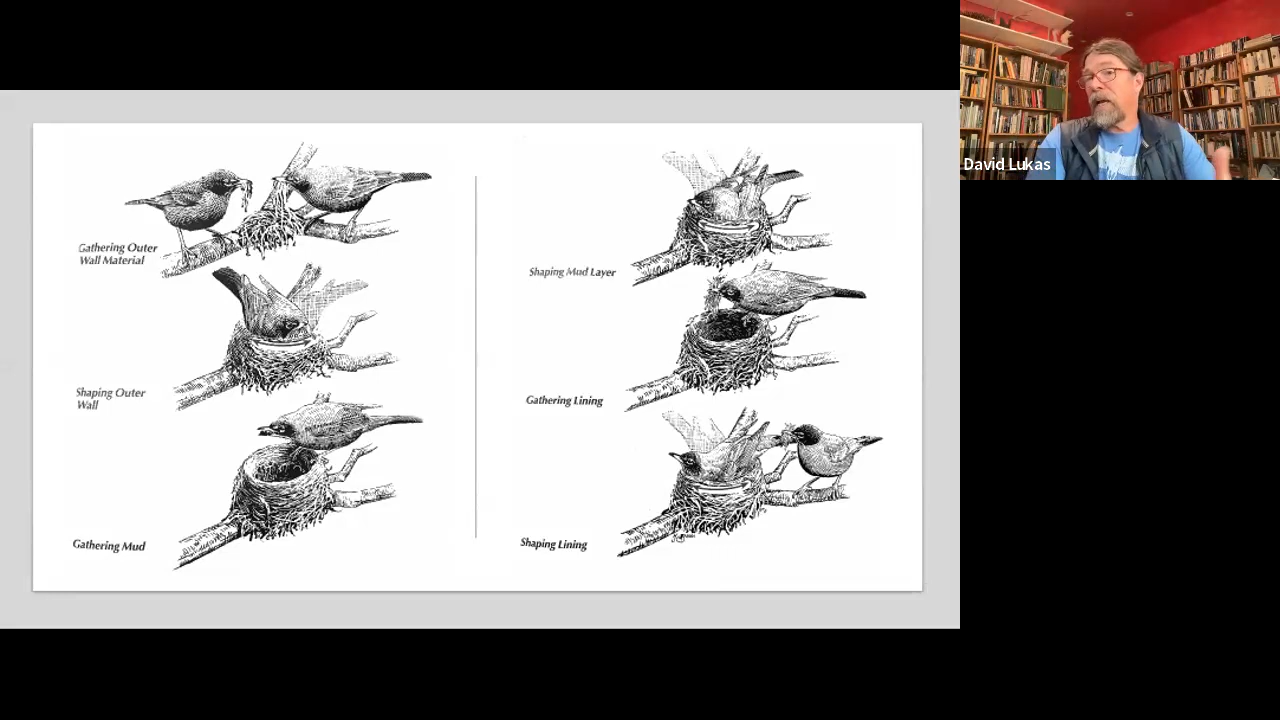 David Lukas
Gathering Outer
Wall Material
Shaping Outer
Wall
Gathering Mud
Shaping Mud Layer
Gathering Lining
Shaping Lining